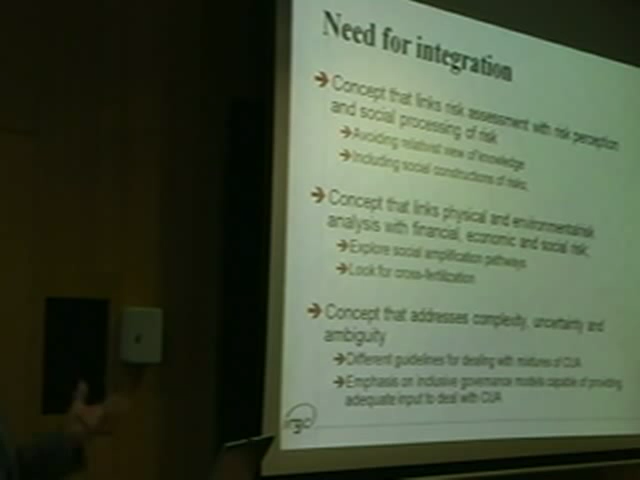 Need for integration
Concept that links risk assessment with risk perception
and social processing of risk
Avoiding relativist view of knowledge
Including social constructions of risks;
Concept that links physical and environmental risk
analysis with financial, economic and social risk;
Explore social amplification pathways
Look for cross-fertilization
Concept that addresses complexity, uncertainty and
ambiguity
Different guidelines for dealing with mixtures of CUA
Emphasis on inclusive governance models capable of providing
adequate input to deal with CUA